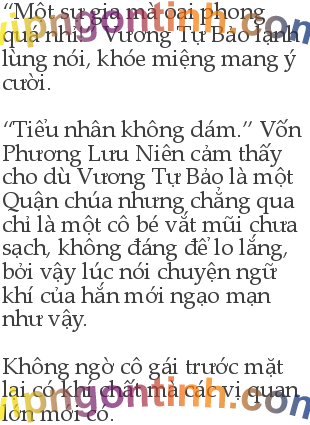 “Một sư gia mà oai phong
quá nhỉ.” Vương Tự Bảo lạnh
lùng nói, khóe miệng mang ý
cười.
“Tiểu nhân không dám.” Vốn
Phương Lưu Niên cảm thấy
cho dù Vương Tự Bảo là một
Quận chúa nhưng chẳng qua
chỉ là một cô bé vắt mũi chưa
sạch, không đáng để lo lắng,
bởi vậy lúc nói chuyện ngữ
khí của hắn mới ngạo mạn
như vậy.
Không ngờ cô gái trước mặt
lại có khí chất mà các vị quan
lớn mới có.
vipngontinh.com
vipngontinh.com